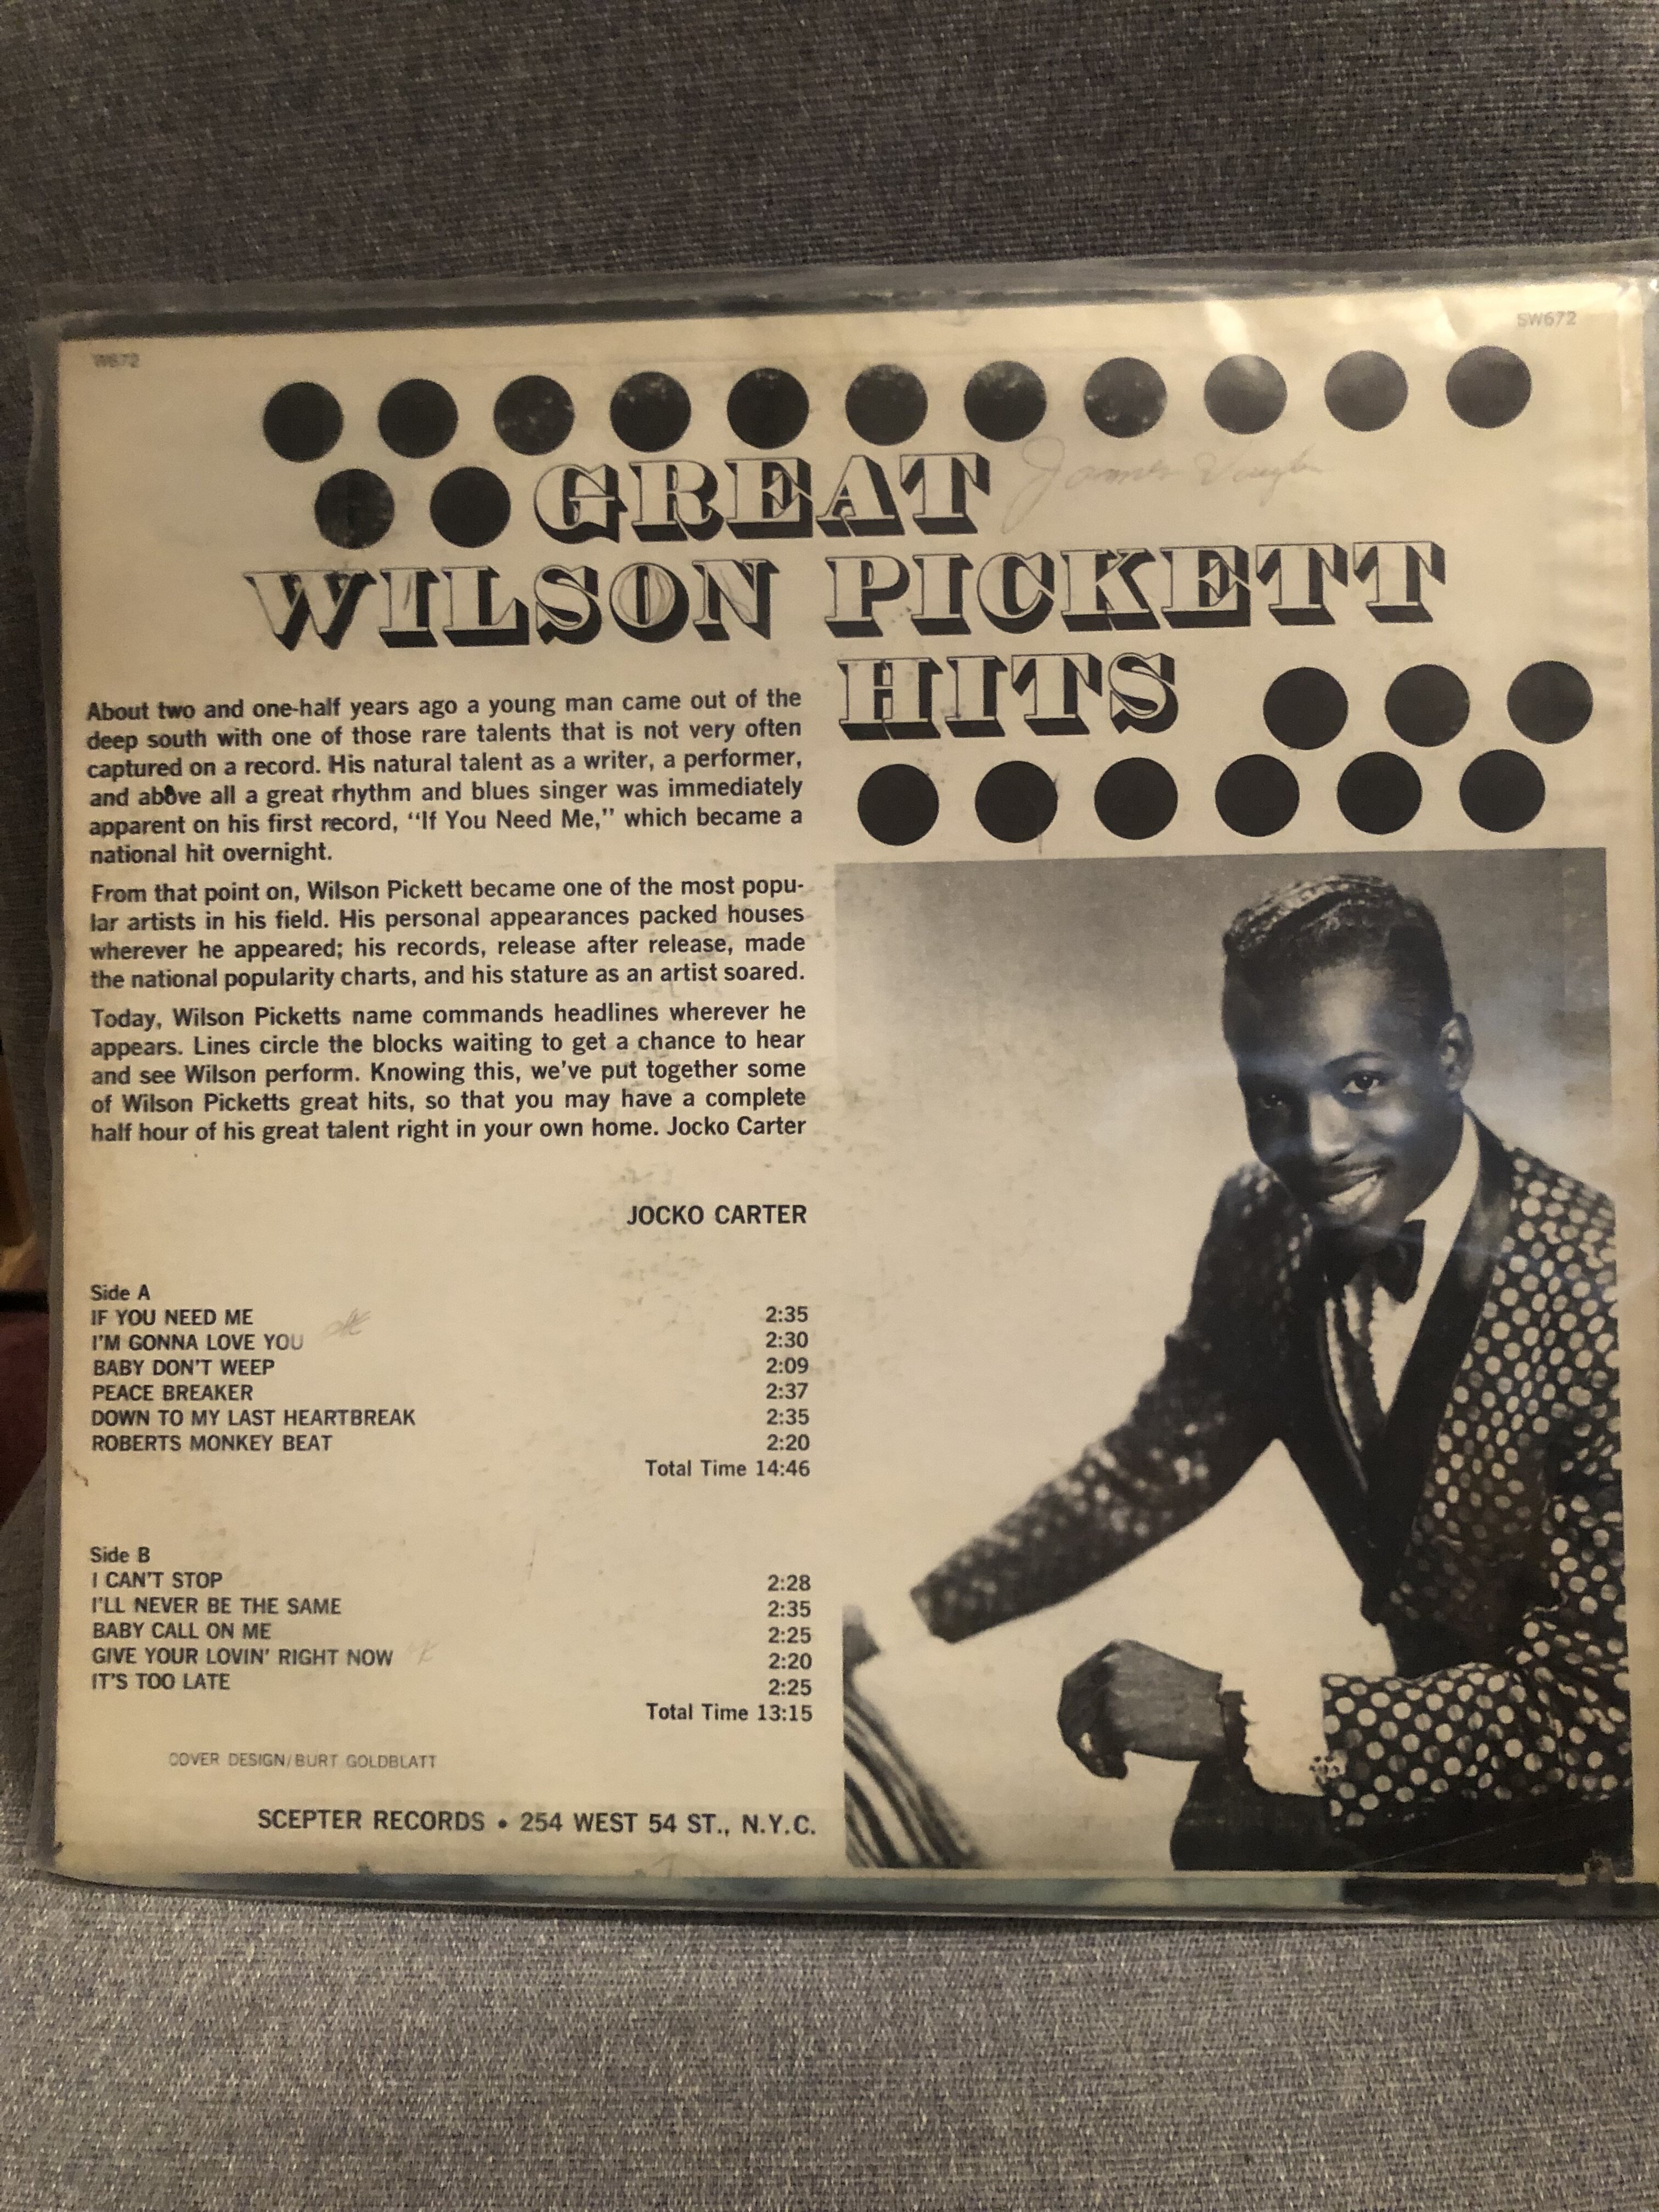 W672
SW672
GREAT
WILSON PICKETT
HITS
About two and one-half years ago a young man came out of the
deep south with one of those rare talents that is not very often
captured on a record. His natural talent as a writer, a performer,
and above all a great rhythm and blues singer was immediately
apparent on his first record, “If You Need Me,” which became a
national hit overnight.
From that point on, Wilson Pickett became one of the most popu-
lar artists in his field. His personal appearances packed houses
wherever he appeared; his records, release after release, made
the national popularity charts, and his stature as an artist soared.
Today, Wilson Picketts name commands headlines wherever he
appears. Lines circle the blocks waiting to get a chance to hear
and see Wilson perform. Knowing this, we've put together some
of Wilson Picketts great hits, so that you may have a complete
half hour of his great talent right in your own home. Jocko Carter
JOCKO CARTER
Side A
IF YOU NEED ME 2:35
I'M GONNA LOVE YOU 2:30
BABY DON'T WEEP 2:09
PEACE BREAKER 2:37
DOWN TO MY LAST HEARTBREAK 2:35
ROBERTS MONKEY BEAT 2:20
Total Time 14:46
Side B
I CAN'T STOP 2:28
I'LL NEVER BE THE SAME 2:35
BABY CALL ON ME 2:25
GIVE YOUR LOVIN' RIGHT NOW 2:20
IT'S TOO LATE 2:25
Total Time 13:15
COVER DESIGN/BURT GOLDBLATT
SCEPTER RECORDS • 254 WEST 54 ST., N.Y.C.